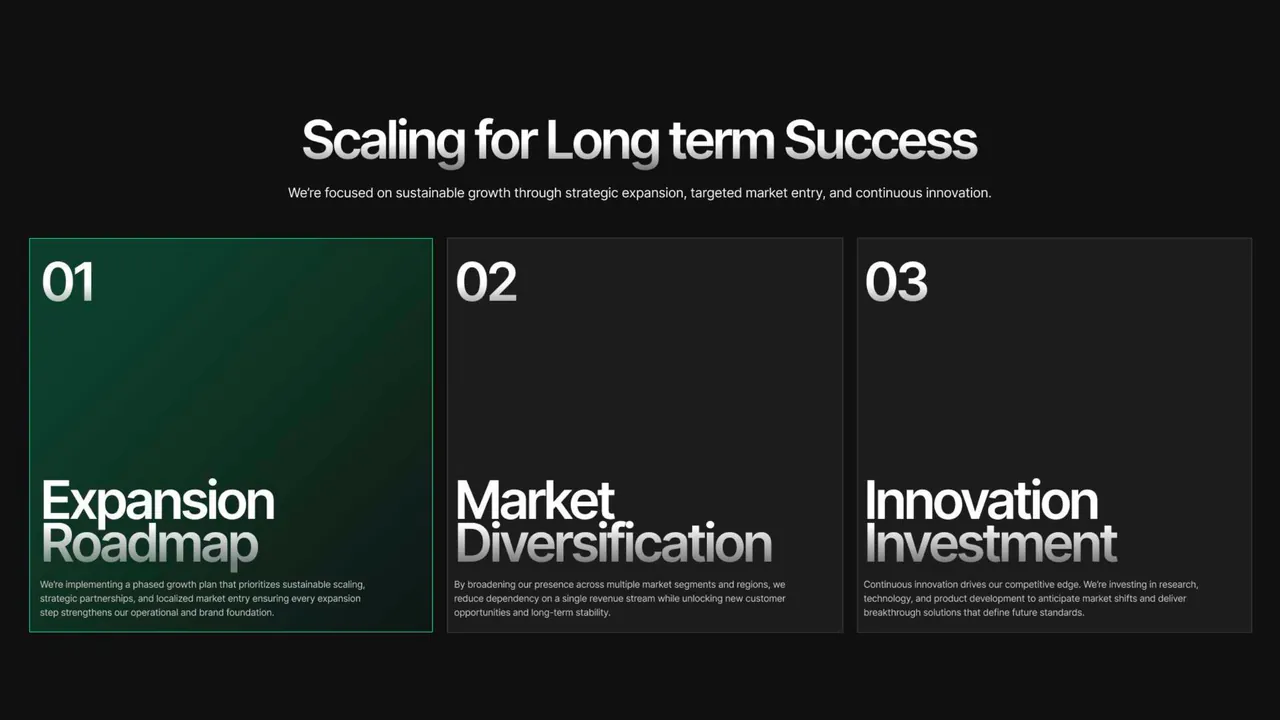 Scaling for Long term Success
We're focused on sustainable growth through strategic expansion, targeted market entry, and continuous innovation.
01
Expansion
Roadmap
We're implementing a phased growth plan that prioritizes sustainable scaling,
strategic partnerships, and localized market entry ensuring every expansion
step strengthens our operational and brand foundation.
02
Market
Diversification
By broadening our presence across multiple market segments and regions, we
reduce dependency on a single revenue stream while unlocking new customer
opportunities and long-term stability.
03
Innovation
Investment
Continuous innovation drives our competitive edge. We're investing in research,
technology, and product development to anticipate market shifts and deliver
breakthrough solutions that define future standards.